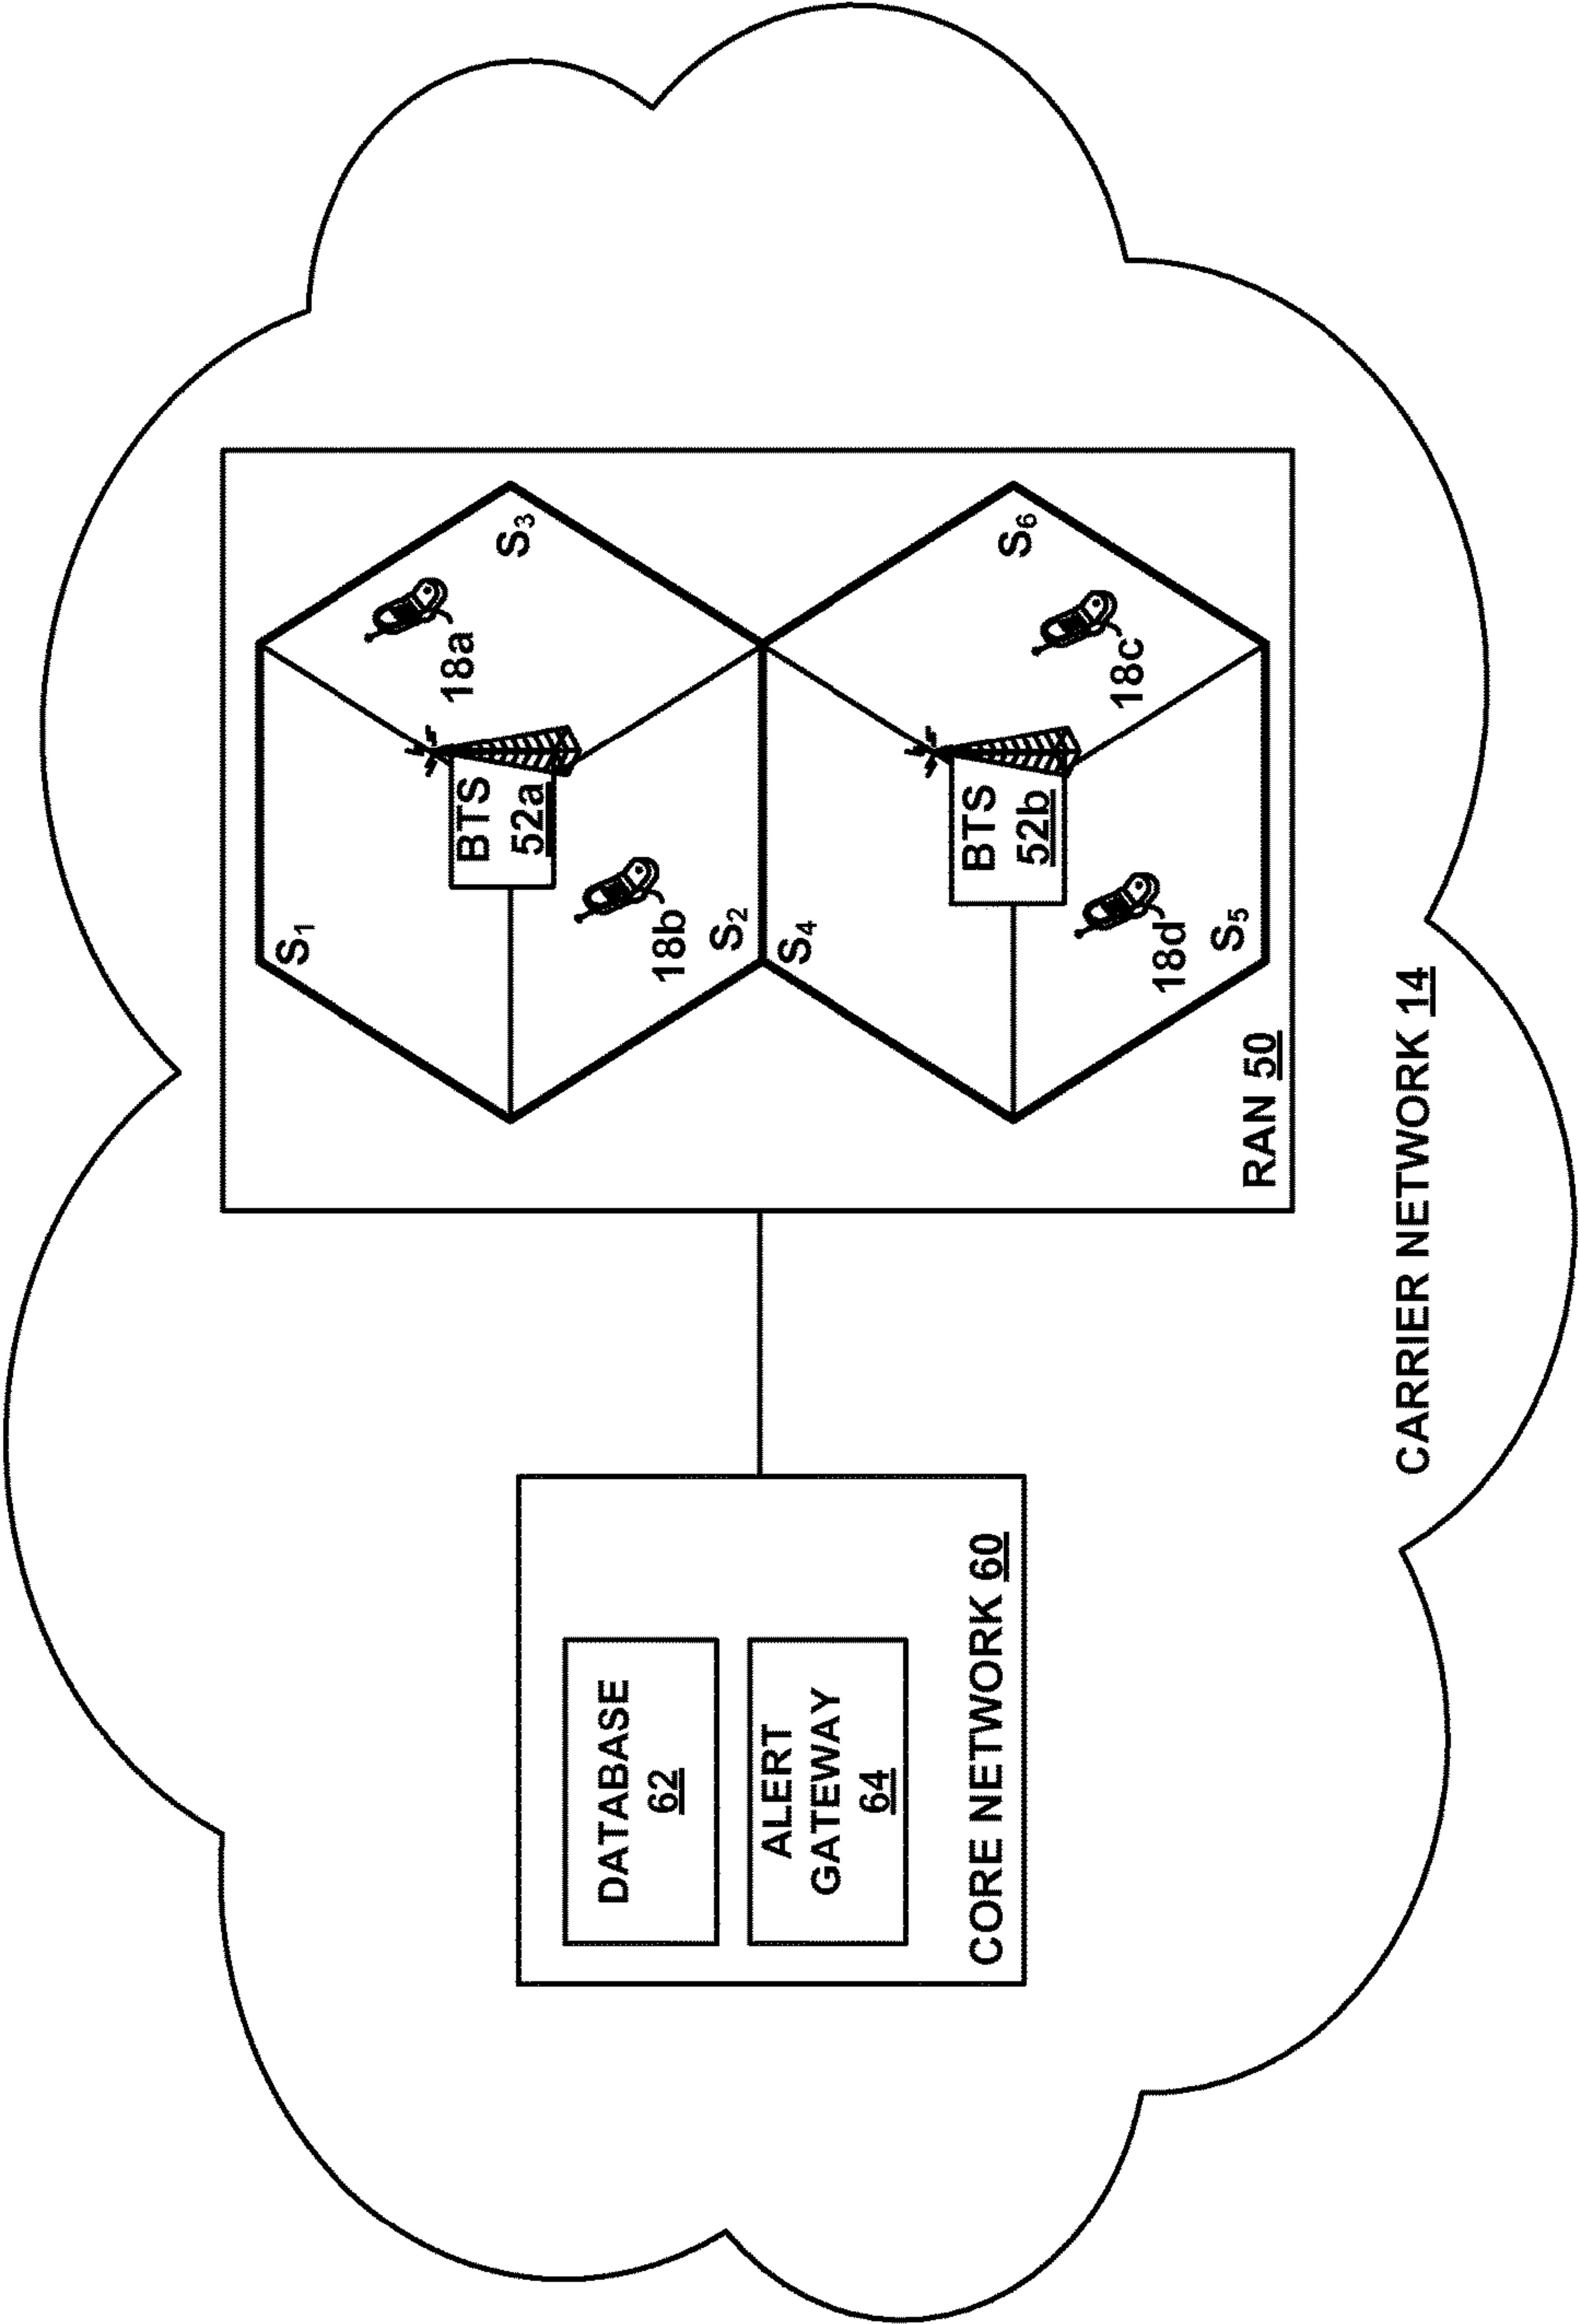 DATABASE
62
ALERT
GATEWAY
64
CORE NETWORK 60
S1
BTS
52a
18a
S3
18b
S2
S4
BTS
52b
18c
S6
18d
S5
RAN 50
CARRIER NETWORK 14